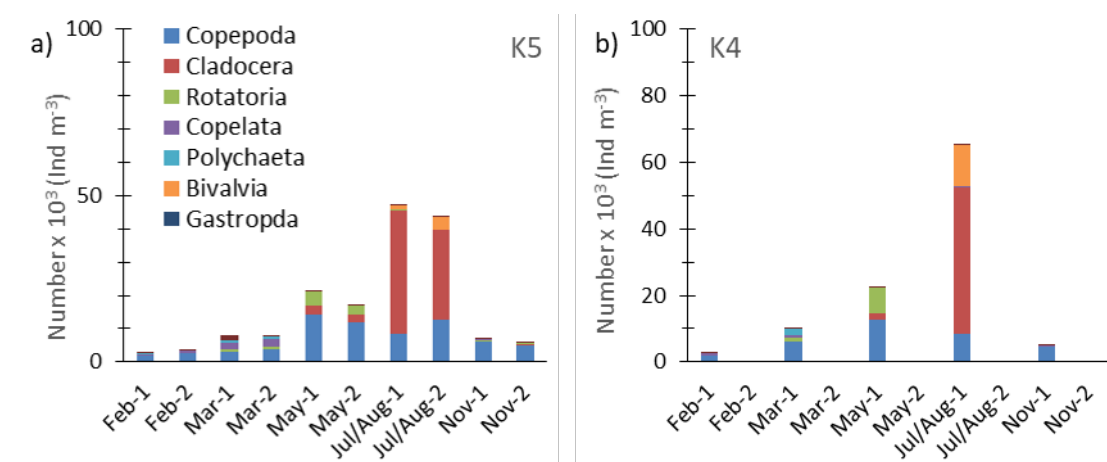 a)
K5
Number x 10³ (Ind m⁻³)
100
50
0
Copepoda
Cladocera
Rotatoria
Copelata
Polychaeta
Bivalvia
Gastropda
Feb-1
Feb-2
Mar-1
Mar-2
May-1
May-2
Jul/Aug-1
Jul/Aug-2
Nov-1
Nov-2
b)
K4
Number x 10³ (Ind m⁻³)
100
80
60
40
20
0
Feb-1
Feb-2
Mar-1
Mar-2
May-1
May-2
Jul/Aug-1
Jul/Aug-2
Nov-1
Nov-2